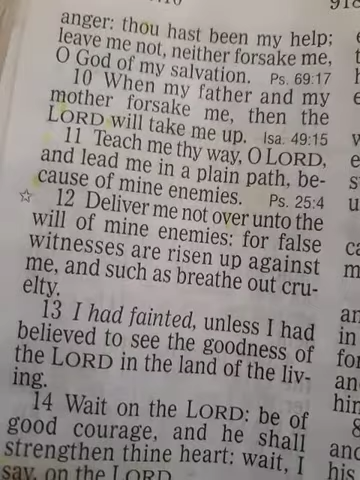 918
anger: thou hast been my help;
leave me not, neither forsake me,
O God of my salvation. Ps. 69:17
10 When my father and my
mother forsake me, then the
LORD will take me up. Isa. 49:15
11 Teach me thy way, O LORD,
and lead me in a plain path, be-
cause of mine enemies. Ps. 25:4
☆ 12 Deliver me not over unto the
will of mine enemies: for false
witnesses are risen up against
me, and such as breathe out cru-
elty.
13 I had fainted, unless I had
believed to see the goodness of
the LORD in the land of the liv-
ing.
14 Wait on the LORD: be of
good courage, and he shall
strengthen thine heart: wait, I
say, on the LORD